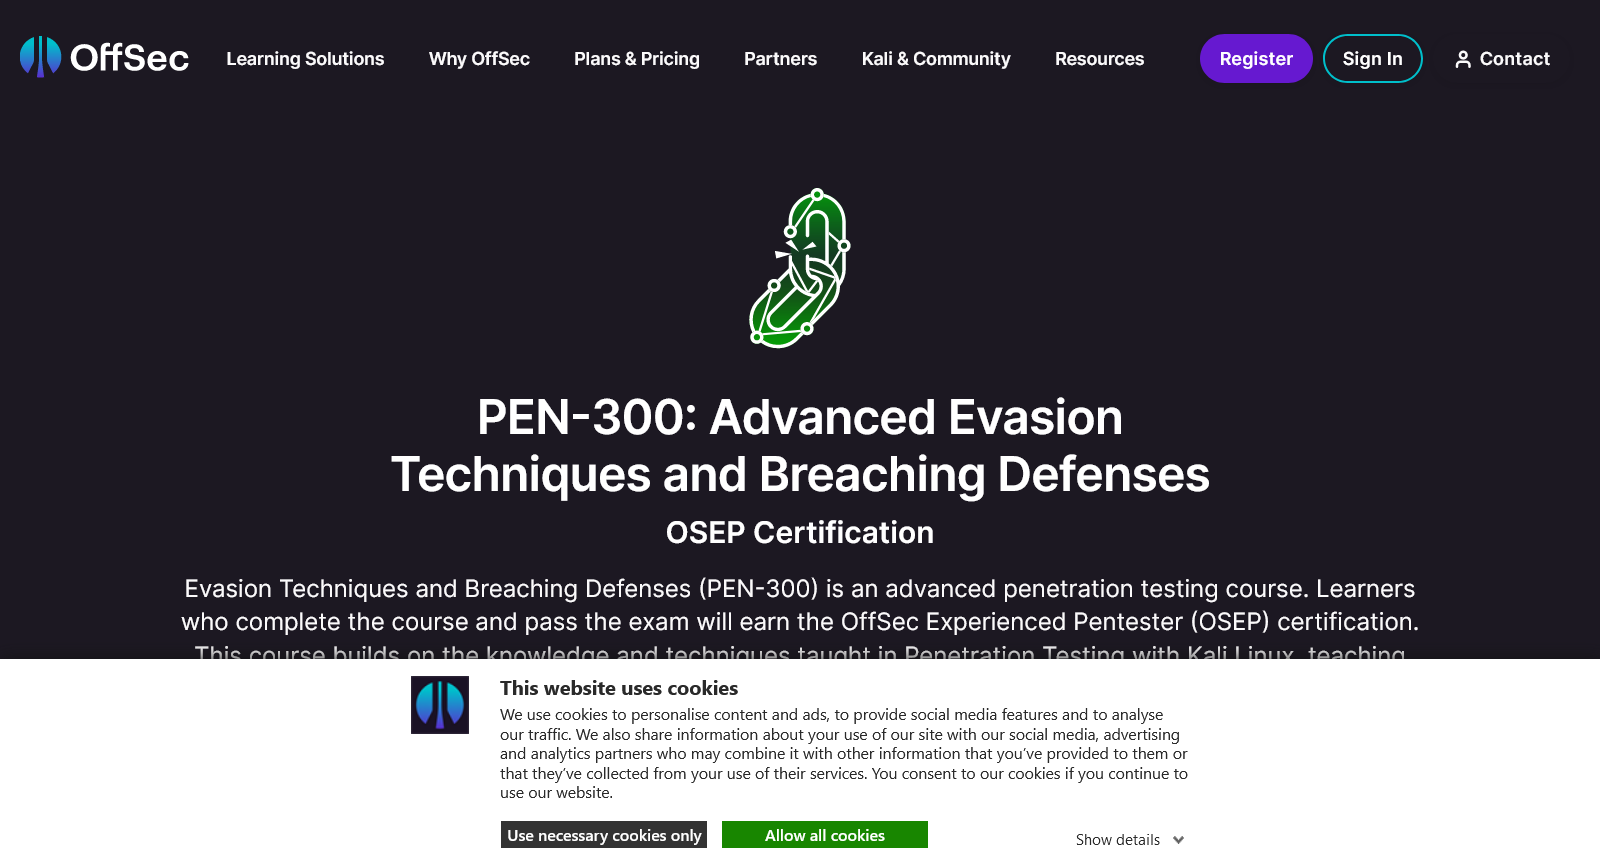 OffSec
Learning Solutions
Why OffSec
Plans & Pricing
Partners
Kali & Community
Resources
Register
Sign In
Contact
PEN-300: Advanced Evasion
Techniques and Breaching Defenses
OSEP Certification
Evasion Techniques and Breaching Defenses (PEN-300) is an advanced penetration testing course. Learners
who complete the course and pass the exam will earn the OffSec Experienced Pentester (OSEP) certification.
This course builds on the knowledge and techniques taught in Penetration Testing with Kali Linux, teaching
This website uses cookies
We use cookies to personalise content and ads, to provide social media features and to analyse
our traffic. We also share information about your use of our site with our social media, advertising
and analytics partners who may combine it with other information that you’ve provided to them or
that they’ve collected from your use of their services. You consent to our cookies if you continue to
use our website.
Use necessary cookies only
Allow all cookies
Show details